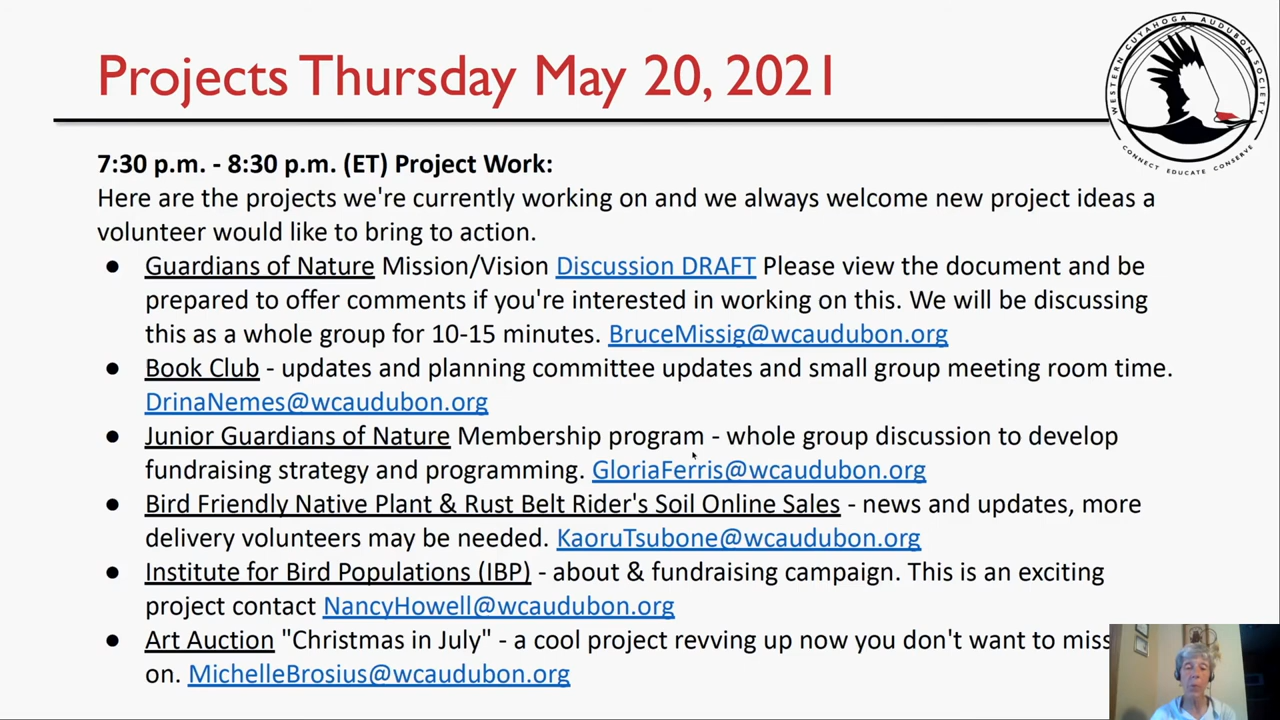 Projects Thursday May 20, 2021
WESTERN CUYAHOGA AUDUBON SOCIETY
CONNECT EDUCATE CONSERVE
7:30 p.m. - 8:30 p.m. (ET) Project Work:
Here are the projects we're currently working on and we always welcome new project ideas a
volunteer would like to bring to action.
● Guardians of Nature Mission/Vision Discussion DRAFT Please view the document and be
prepared to offer comments if you're interested in working on this. We will be discussing
this as a whole group for 10-15 minutes. BruceMissig@wcaudubon.org
● Book Club - updates and planning committee updates and small group meeting room time.
DrinaNemes@wcaudubon.org
● Junior Guardians of Nature Membership program - whole group discussion to develop
fundraising strategy and programming. GloriaFerris@wcaudubon.org
● Bird Friendly Native Plant & Rust Belt Rider's Soil Online Sales - news and updates, more
delivery volunteers may be needed. KaoruTsubone@wcaudubon.org
● Institute for Bird Populations (IBP) - about & fundraising campaign. This is an exciting
project contact NancyHowell@wcaudubon.org
● Art Auction "Christmas in July" - a cool project revving up now you don't want to miss
on. MichelleBrosius@wcaudubon.org